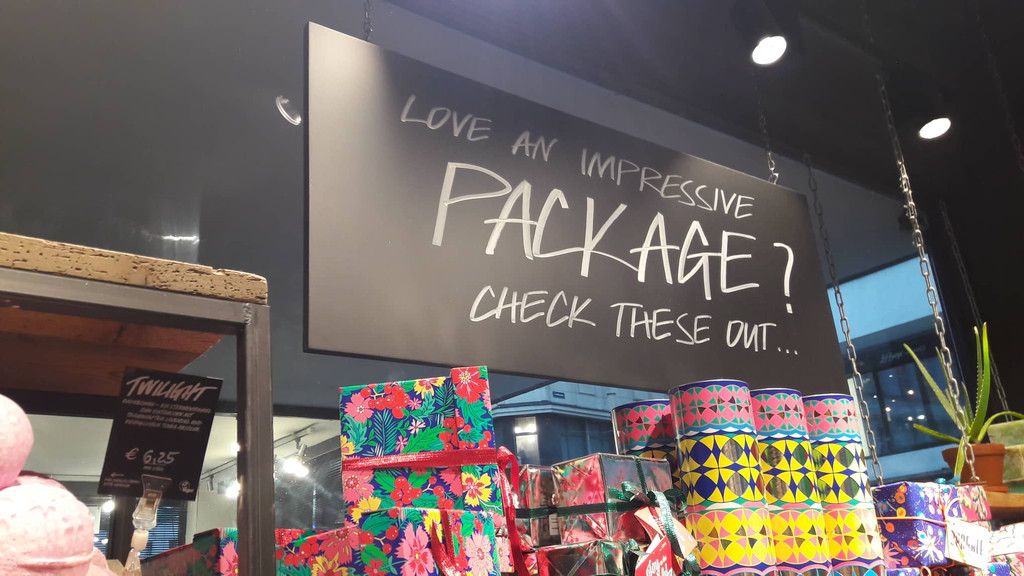 LOVE AN IMPRESSIVE
PACKAGE?
CHECK THESE OUT...
TWILIGHT
€ 6,25